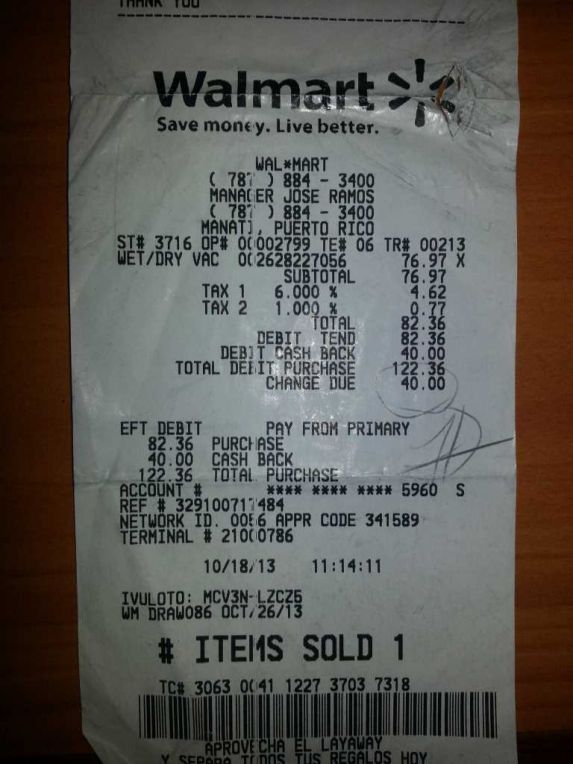 THANK YOU
Walmart
Save money. Live better.
WAL*MART
( 787 ) 884 - 3400
MANAGER JOSE RAMOS
( 787 ) 884 - 3400
MANATI, PUERTO RICO
ST# 3716 OP# 00002799 TE# 06 TR# 00213
WET/DRY VAC 002628227056 76.97 X
SUBTOTAL 76.97
TAX 1 6.000 % 4.62
TAX 2 1.000 % 0.77
TOTAL 82.36
DEBIT TEND 82.36
DEBIT CASH BACK 40.00
TOTAL DEBIT PURCHASE 122.36
CHANGE DUE 40.00
EFT DEBIT PAY FROM PRIMARY
82.36 PURCHASE
40.00 CASH BACK
122.36 TOTAL PURCHASE
ACCOUNT # **** **** **** 5960 S
REF # 329100717484
NETWORK ID. 0056 APPR CODE 341589
TERMINAL # 21000786
10/18/13 11:14:11
IVULOTO: MCV3N-LZCZ5
WM DRAW086 OCT/26/13
# ITEMS SOLD 1
TC# 3063 0041 1227 3703 7318
APROVECHA EL LAYAWAY
Y SEPARA TODOS TUS REGALOS HOY